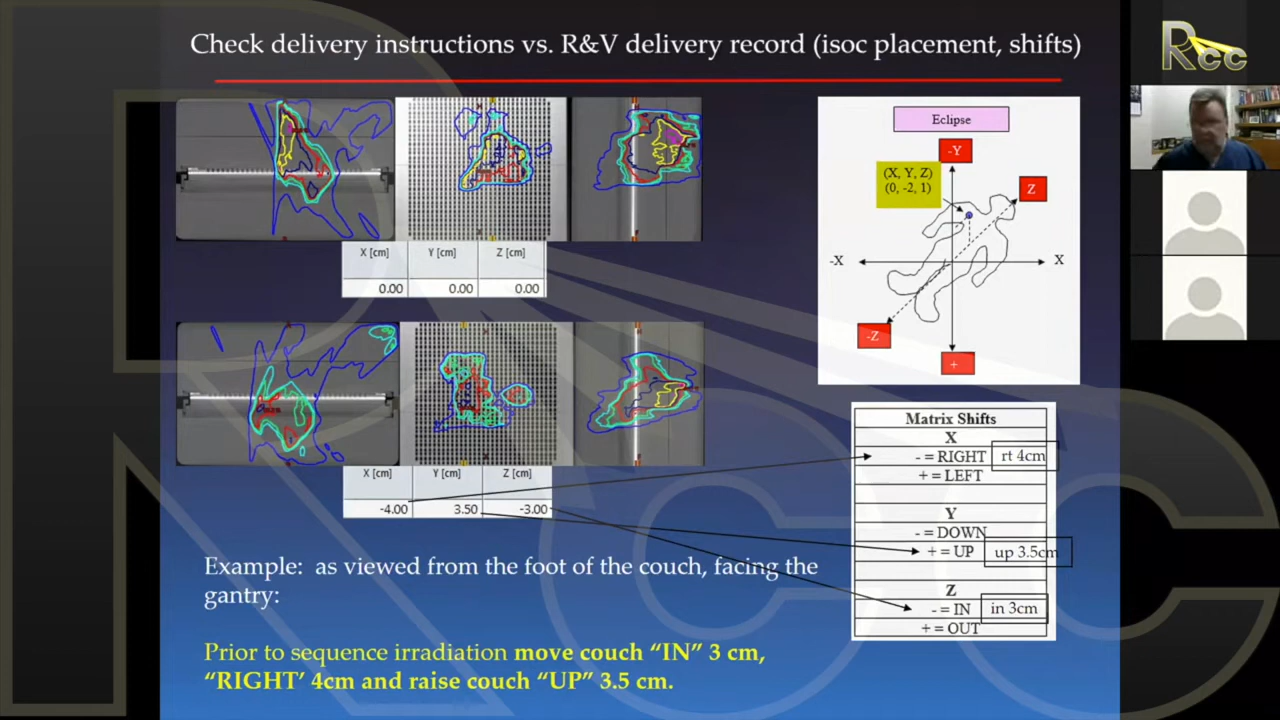 Check delivery instructions vs. R&V delivery record (isoc placement, shifts)
Rcc
X [cm] Y [cm] Z [cm]
0.00 0.00 0.00
X [cm] Y [cm] Z [cm]
-4.00 3.50 -3.00
Example: as viewed from the foot of the couch, facing the
gantry:
Prior to sequence irradiation move couch “IN” 3 cm,
“RIGHT’ 4cm and raise couch “UP” 3.5 cm.
Eclipse
-Y
(X, Y, Z)
(0, -2, 1)
Z
-X
X
-Z
+
Matrix Shifts
X
- = RIGHT rt 4cm
+ = LEFT
Y
- = DOWN
+ = UP up 3.5cm
Z
- = IN in 3cm
+ = OUT